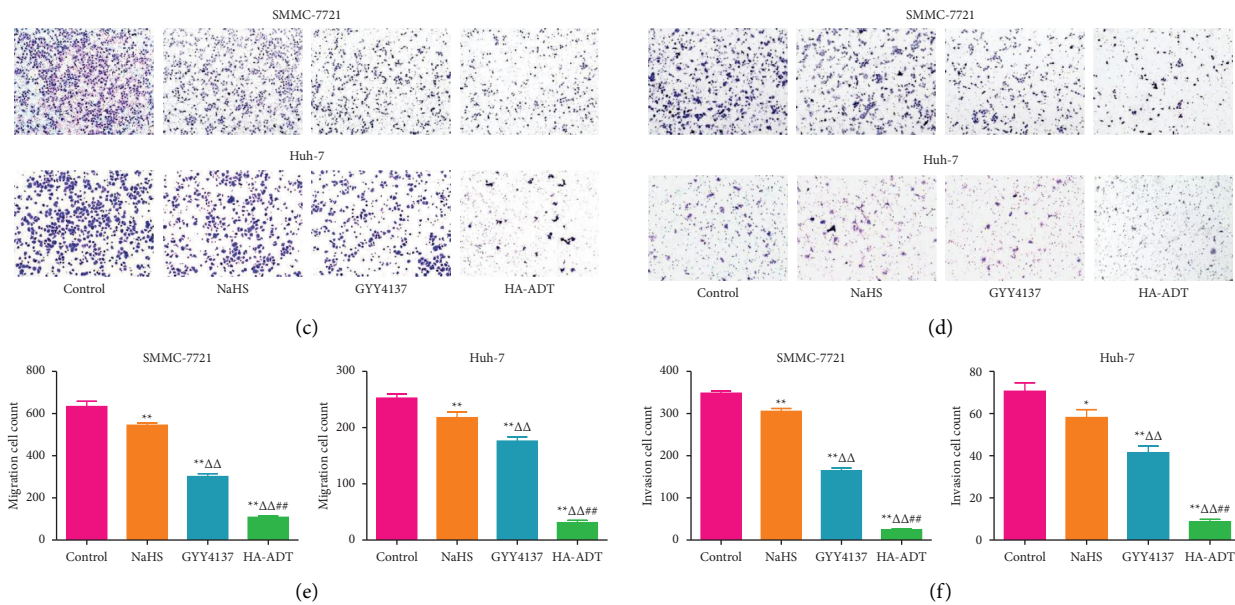 SMMC-7721
Huh-7
Control NaHS GYY4137 HA-ADT
(c)
SMMC-7721
Huh-7
Control NaHS GYY4137 HA-ADT
(d)
SMMC-7721
Migration cell count
800
600
400
200
0
**
**ΔΔ
**ΔΔ##
Control NaHS GYY4137 HA-ADT
Huh-7
Migration cell count
300
200
100
0
**
**ΔΔ
**ΔΔ##
Control NaHS GYY4137 HA-ADT
(e)
SMMC-7721
Invasion cell count
400
300
200
100
0
**
**ΔΔ
**ΔΔ##
Control NaHS GYY4137 HA-ADT
Huh-7
Invasion cell count
80
60
40
20
0
*
**ΔΔ
**ΔΔ##
Control NaHS GYY4137 HA-ADT
(f)